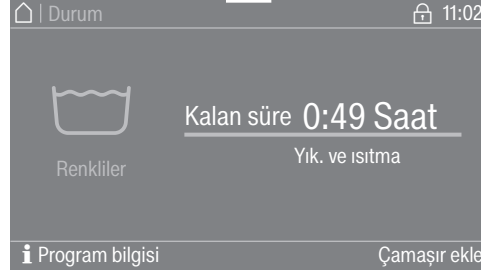 | Durum 11:02
Kalan süre 0:49 Saat
Yık. ve ısıtma
Renkliler
i Program bilgisi Çamaşır ekle